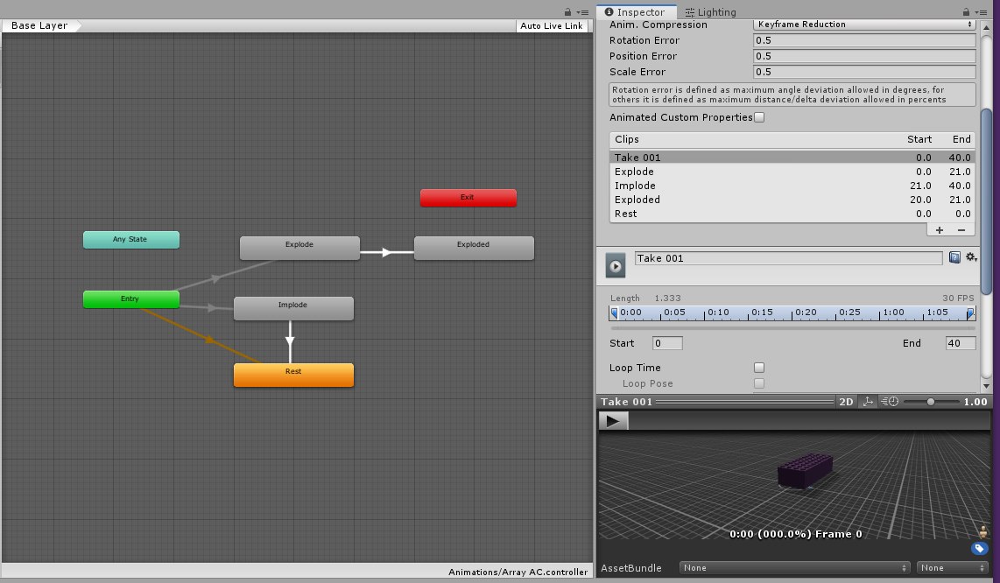 Base Layer
Auto Live Link
Exit
Any State
Explode
Exploded
Entry
Implode
Rest
Animations/Array AC.controller
Inspector
Lighting
Anim. Compression Keyframe Reduction
Rotation Error 0.5
Position Error 0.5
Scale Error 0.5
Rotation error is defined as maximum angle deviation allowed in degrees, for
others it is defined as maximum distance/delta deviation allowed in percents
Animated Custom Properties
Clips Start End
Take 001 0.0 40.0
Explode 0.0 21.0
Implode 21.0 40.0
Exploded 20.0 21.0
Rest 0.0 0.0
+ −
Take 001
Length 1.333 30 FPS
0:00 0:05 0:10 0:15 0:20 0:25 1:00 1:05
Start 0 End 40
Loop Time
Loop Pose
Take 001 2D 1.00
0:00 (000.0%) Frame 0
AssetBundle None None